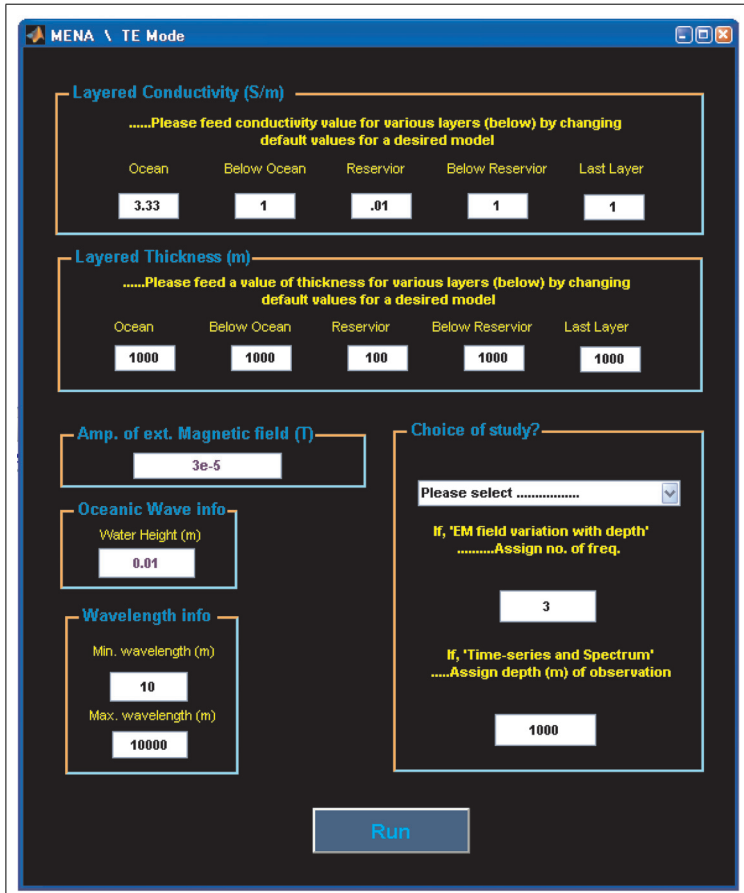 MENA \ TE Mode
Layered Conductivity (S/m)
......Please feed conductivity value for various layers (below) by changing
default values for a desired model
Ocean Below Ocean Reservior Below Reservior Last Layer
3.33 1 .01 1 1
Layered Thickness (m)
......Please feed a value of thickness for various layers (below) by changing
default values for a desired model
Ocean Below Ocean Reservior Below Reservior Last Layer
1000 1000 100 1000 1000
Amp. of ext. Magnetic field (T)
3e-5
Oceanic Wave info
Water Height (m)
0.01
Wavelength info
Min. wavelength (m)
10
Max. wavelength (m)
10000
Choice of study?
Please select .................
If, 'EM field variation with depth'
..........Assign no. of freq.
3
If, 'Time-series and Spectrum'
.....Assign depth (m) of observation
1000
Run